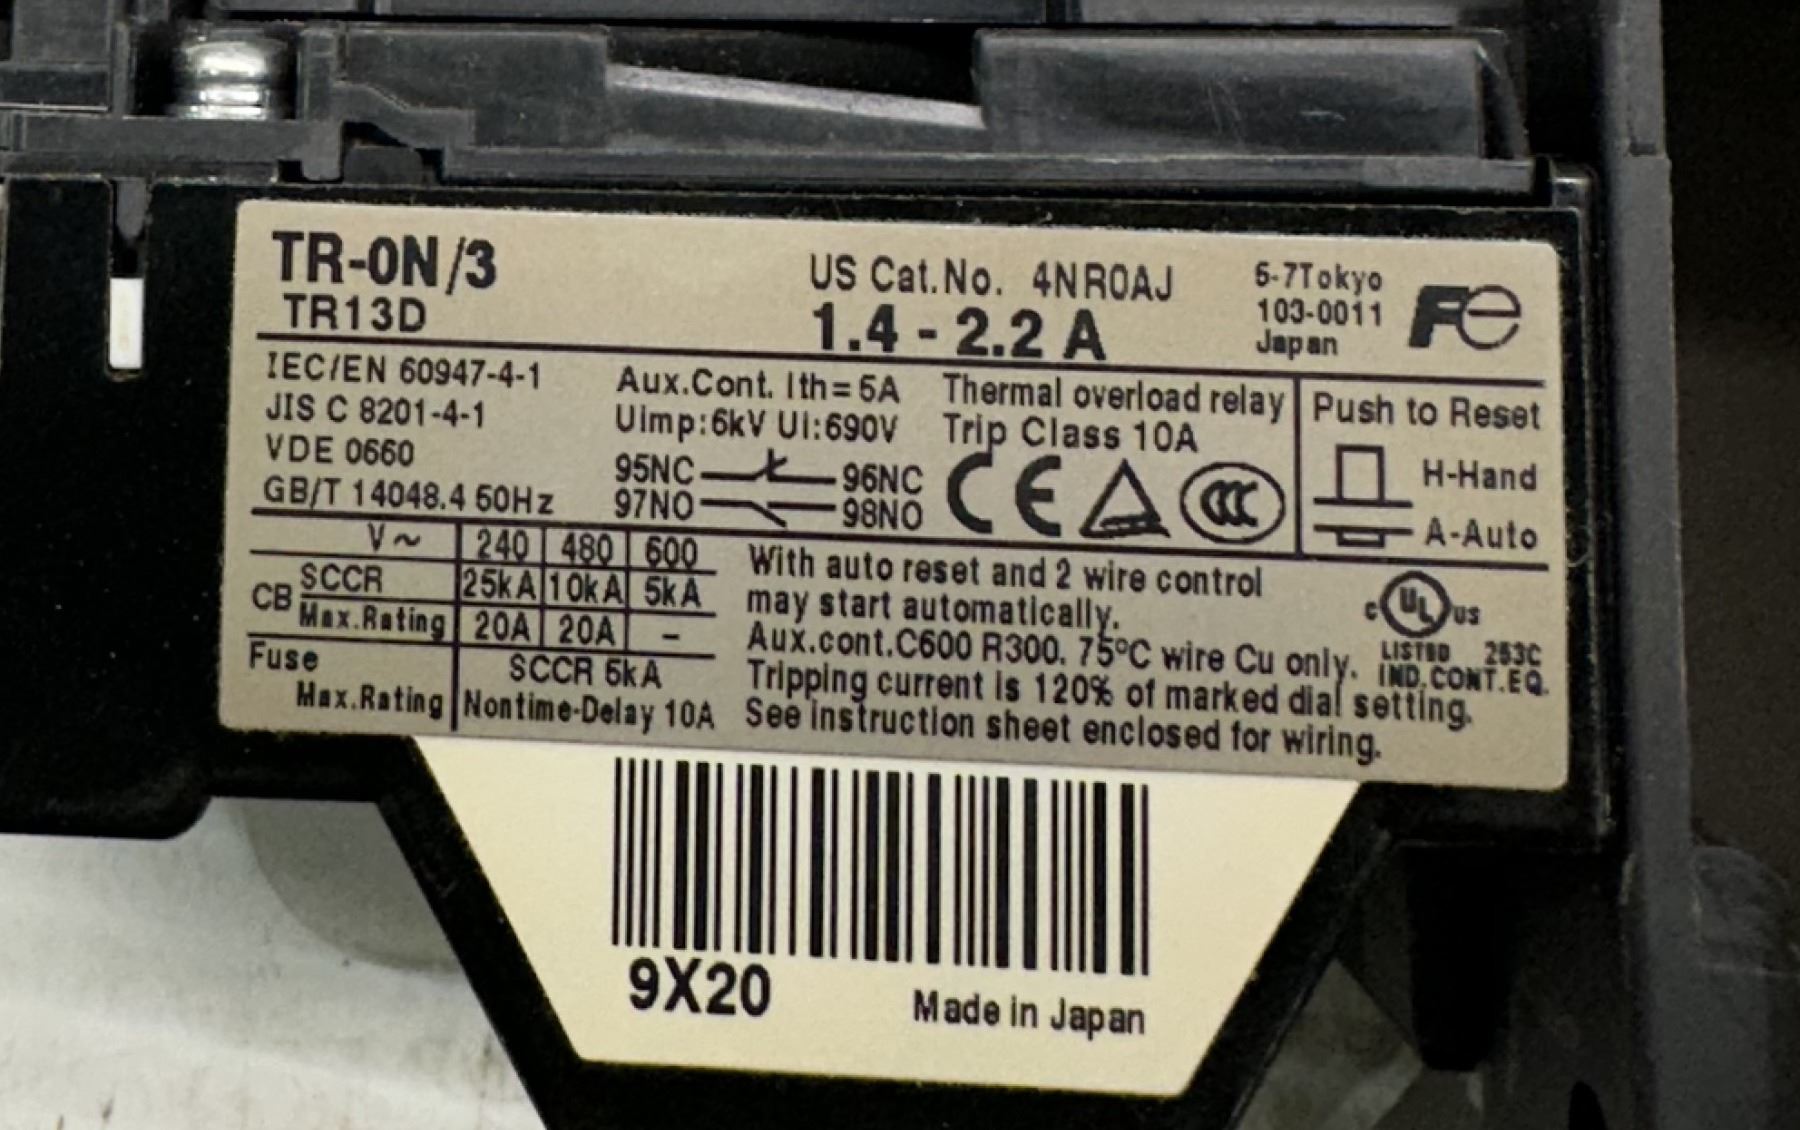 TR-0N/3
TR13D
US Cat.No. 4NR0AJ
1.4 - 2.2 A
5-7Tokyo
103-0011
Japan
Fe
IEC/EN 60947-4-1
JIS C 8201-4-1
VDE 0660
GB/T 14048.4 50Hz
Aux.Cont. Ith=5A
Uimp:6kV Ui:690V
95NC 96NC
97NO 98NO
Thermal overload relay
Trip Class 10A
CE CCC
Push to Reset
H-Hand
A-Auto
V~ 240 480 600
CB SCCR 25kA 10kA 5kA
Max.Rating 20A 20A -
Fuse SCCR 5kA
Max.Rating Nontime-Delay 10A
With auto reset and 2 wire control
may start automatically.
Aux.cont.C600 R300. 75°C wire Cu only.
Tripping current is 120% of marked dial setting.
See instruction sheet enclosed for wiring.
c UL us
LISTED 253C
IND.CONT.EQ.
9X20
Made in Japan